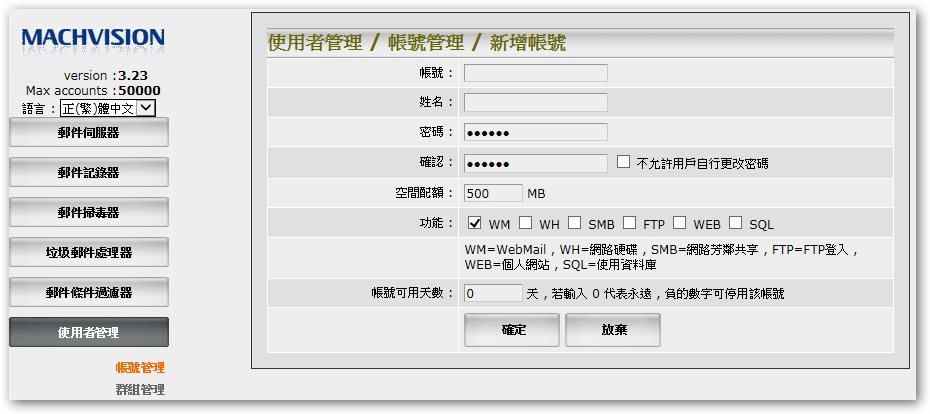 MACHVISION
version :3.23
Max accounts :50000
語言 : 正(繁)體中文
郵件伺服器
郵件記錄器
郵件掃毒器
垃圾郵件處理器
郵件條件過濾器
使用者管理
帳號管理
群組管理
使用者管理 / 帳號管理 / 新增帳號
帳號 :
姓名 :
密碼 : ●●●●●●
確認 : ●●●●●● 不允許用戶自行更改密碼
空間配額 : 500 MB
功能 : WM WH SMB FTP WEB SQL
WM=WebMail , WH=網路硬碟 , SMB=網路芳鄰共享 , FTP=FTP登入 ,
WEB=個人網站 , SQL=使用資料庫
帳號可用天數 : 0 天 , 若輸入 0 代表永遠 , 負的數字可停用該帳號
確定 放棄